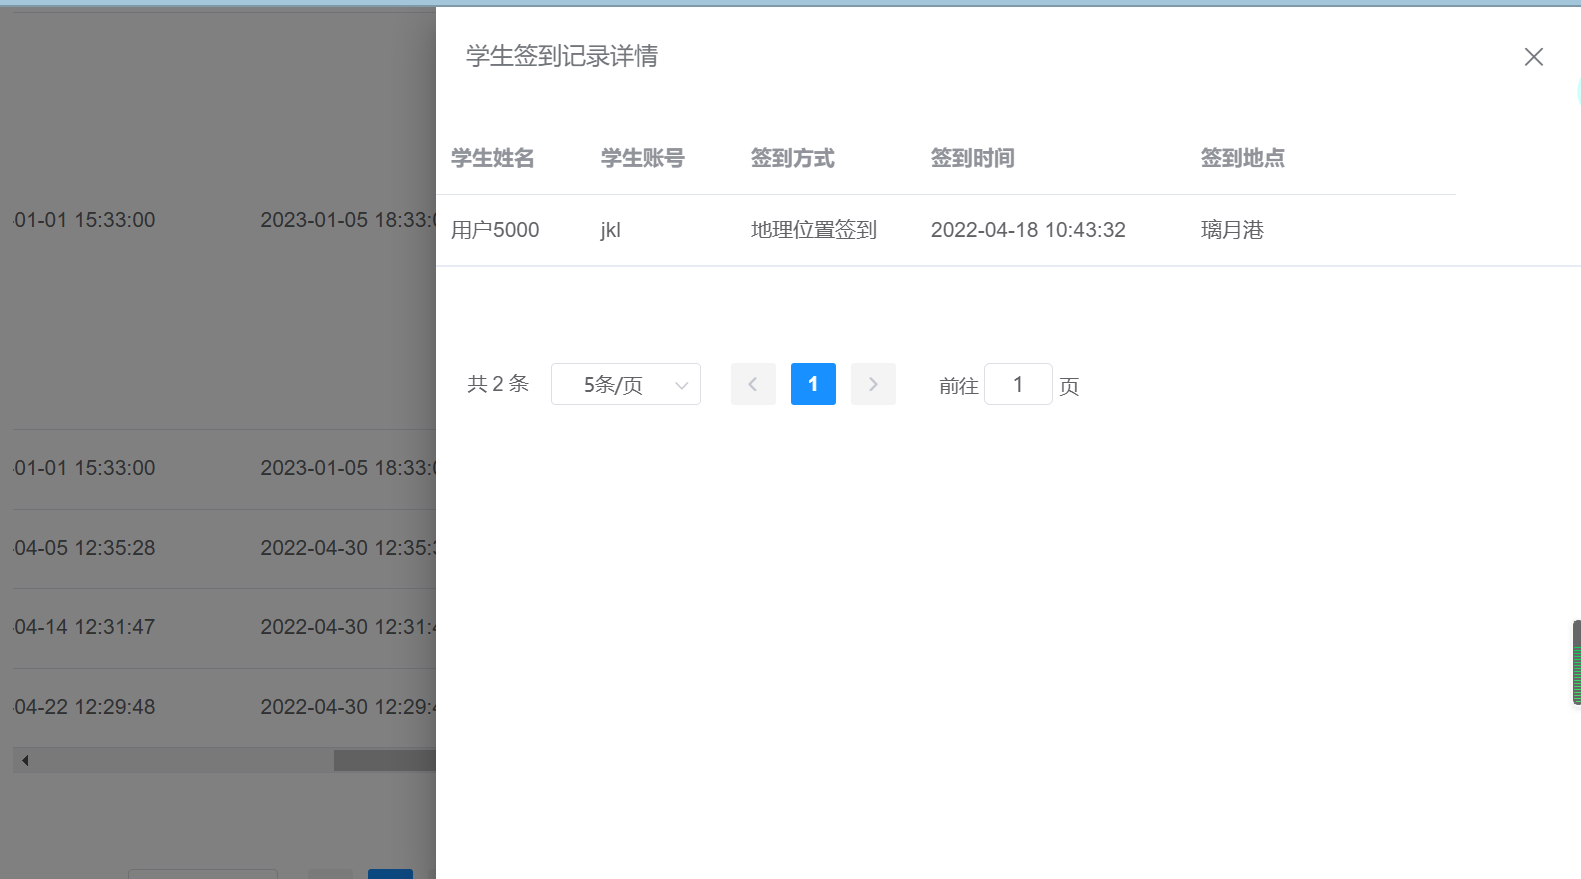 学生签到记录详情
学生姓名 学生账号 签到方式 签到时间 签到地点
用户5000 jkl 地理位置签到 2022-04-18 10:43:32 璃月港
共 2 条 5条/页 1 前往 1 页
-01-01 15:33:00 2023-01-05 18:33:0
-01-01 15:33:00 2023-01-05 18:33:0
-04-05 12:35:28 2022-04-30 12:35:3
-04-14 12:31:47 2022-04-30 12:31:4
-04-22 12:29:48 2022-04-30 12:29:4